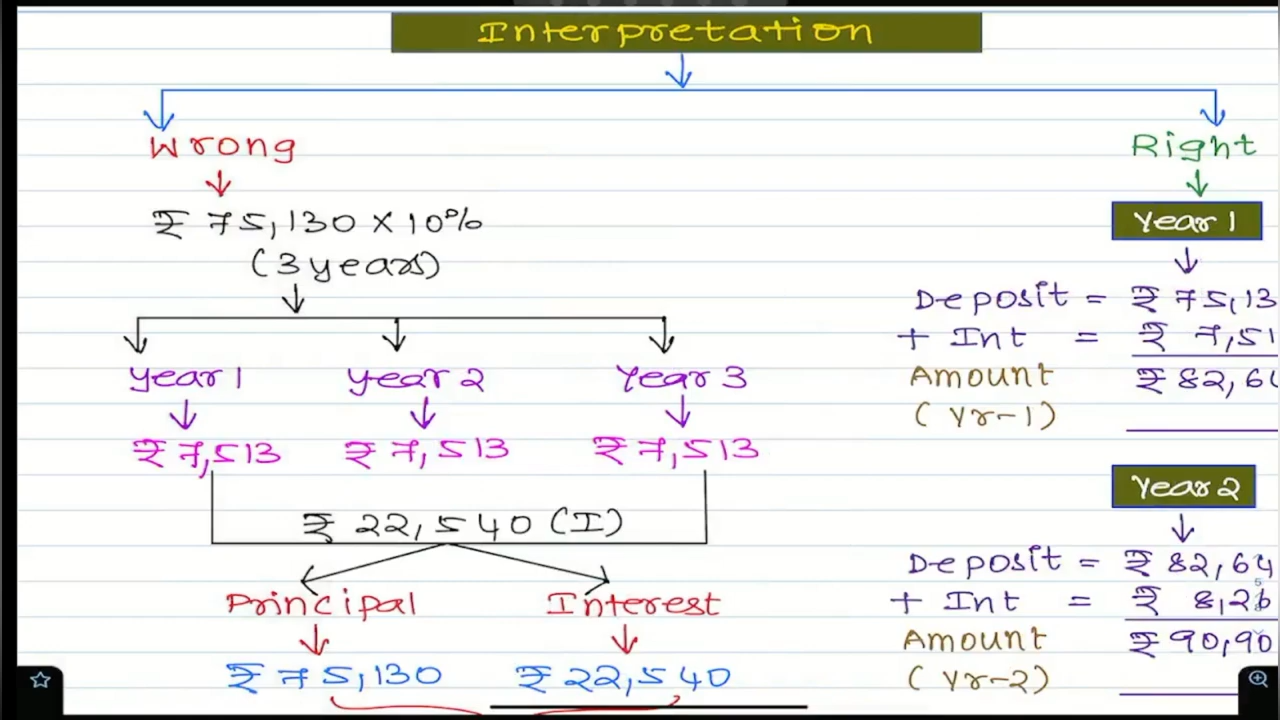 Interpretation
Wrong
₹ 75,130 × 10%
(3 years)
Year 1 Year 2 Year 3
₹ 7,513 ₹ 7,513 ₹ 7,513
₹ 22,540 (I)
Principal Interest
₹ 75,130 ₹ 22,540
Right
Year 1
Deposit = ₹ 75,13
+ Int = ₹ 7,51
Amount ₹ 82,64
(Yr-1)
Year 2
Deposit = ₹ 82,64
+ Int = ₹ 8,26
Amount ₹ 90,90
(Yr-2)